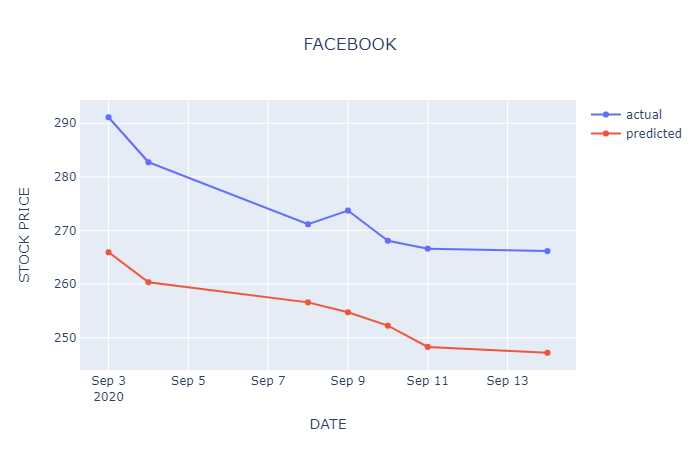 FACEBOOK
actual
predicted
290
280
270
260
250
STOCK PRICE
Sep 3 Sep 5 Sep 7 Sep 9 Sep 11 Sep 13
2020
DATE